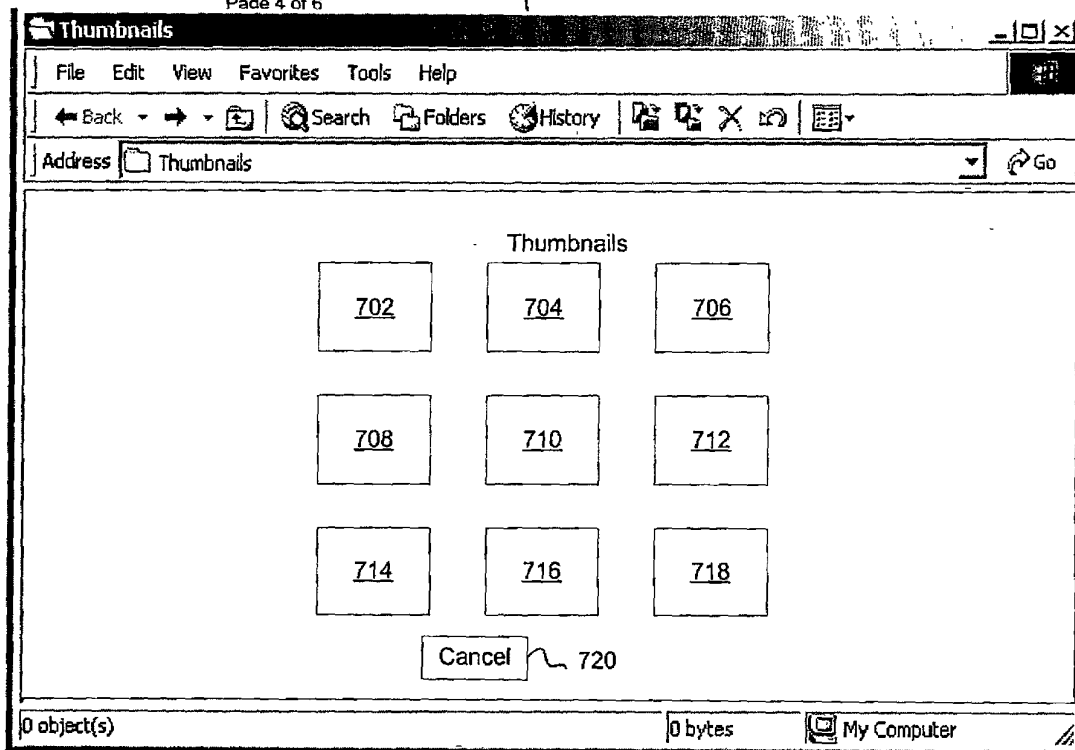 Page 4 of 6
Thumbnails
File Edit View Favorites Tools Help
Back Search Folders History
Address Thumbnails Go
Thumbnails
702 704 706
708 710 712
714 716 718
Cancel 720
0 object(s) 0 bytes My Computer